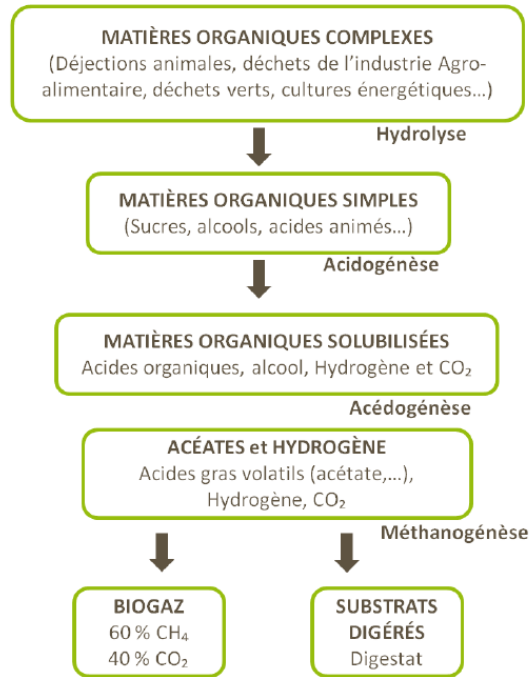 MATIÈRES ORGANIQUES COMPLEXES
(Déjections animales, déchets de l'industrie Agro-
alimentaire, déchets verts, cultures énergétiques...)
Hydrolyse
MATIÈRES ORGANIQUES SIMPLES
(Sucres, alcools, acides animés...)
Acidogénèse
MATIÈRES ORGANIQUES SOLUBILISÉES
Acides organiques, alcool, Hydrogène et CO₂
Acédogénèse
ACÉATES et HYDROGÈNE
Acides gras volatils (acétate,...),
Hydrogène, CO₂
Méthanogénèse
BIOGAZ
60 % CH₄
40 % CO₂
SUBSTRATS
DIGÉRÉS
Digestat